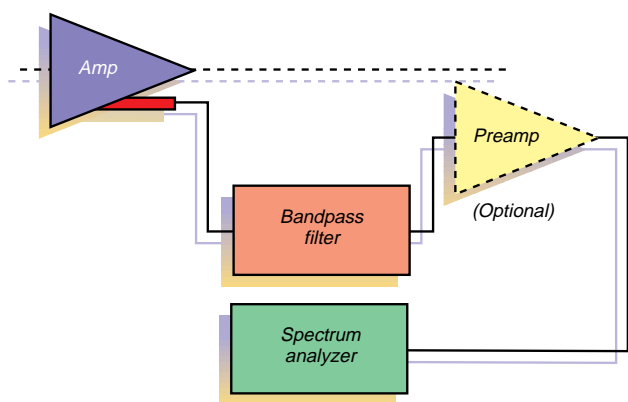 Amp
Preamp
(Optional)
Bandpass
filter
Spectrum
analyzer